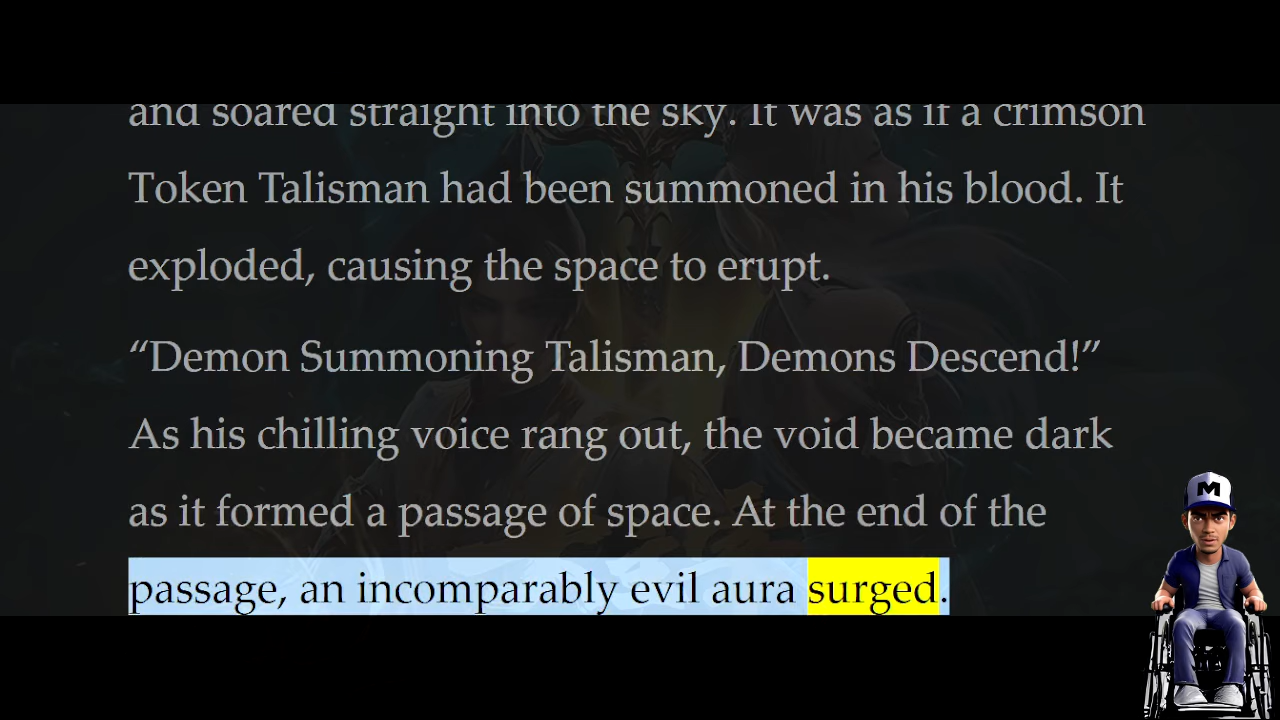 and soared straight into the sky. It was as if a crimson
Token Talisman had been summoned in his blood. It
exploded, causing the space to erupt.
“Demon Summoning Talisman, Demons Descend!”
As his chilling voice rang out, the void became dark
as it formed a passage of space. At the end of the
passage, an incomparably evil aura surged.
M